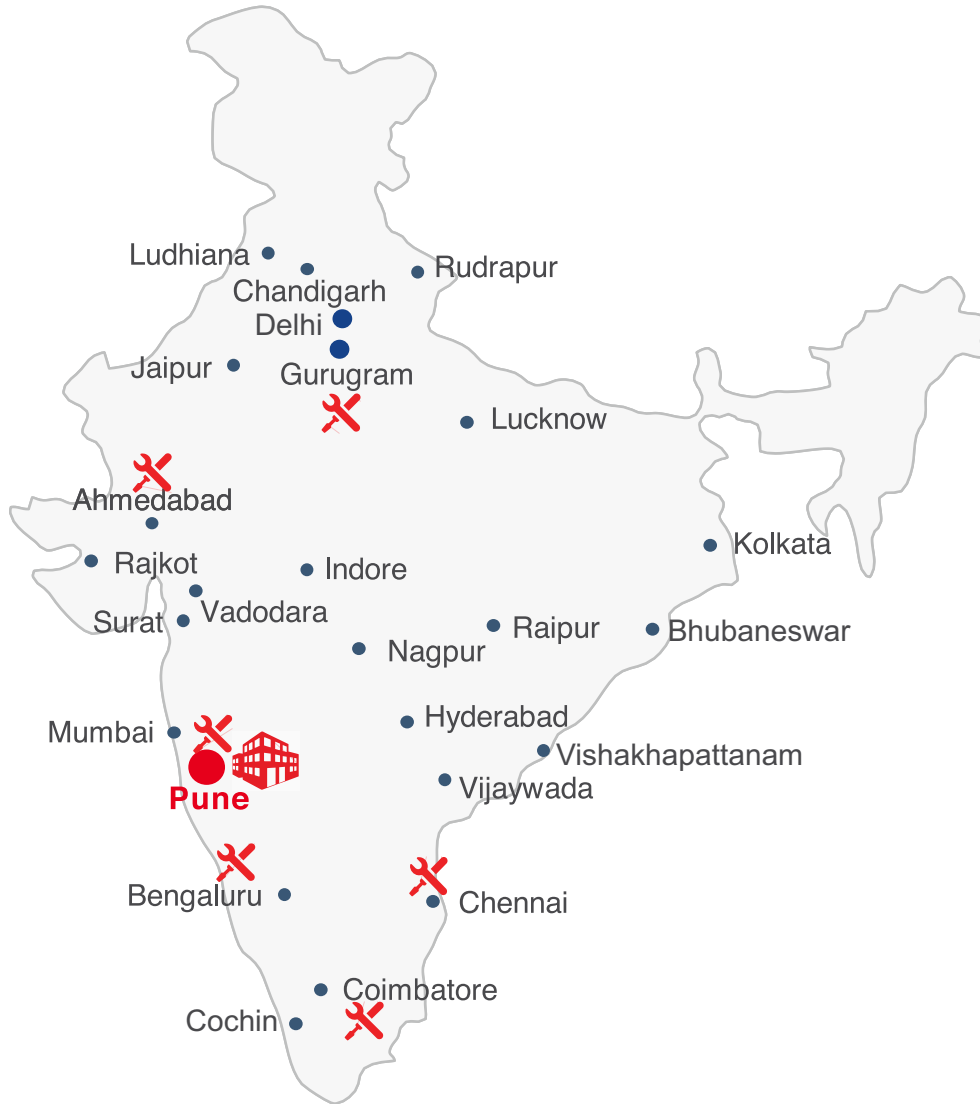 Ludhiana
Rudrapur
Chandigarh
Delhi
Jaipur
Gurugram
Lucknow
Ahmedabad
Kolkata
Rajkot
Indore
Vadodara
Surat
Raipur
Bhubaneswar
Nagpur
Hyderabad
Mumbai
Vishakhapattanam
Vijaywada
Pune
Bengaluru
Chennai
Coimbatore
Cochin